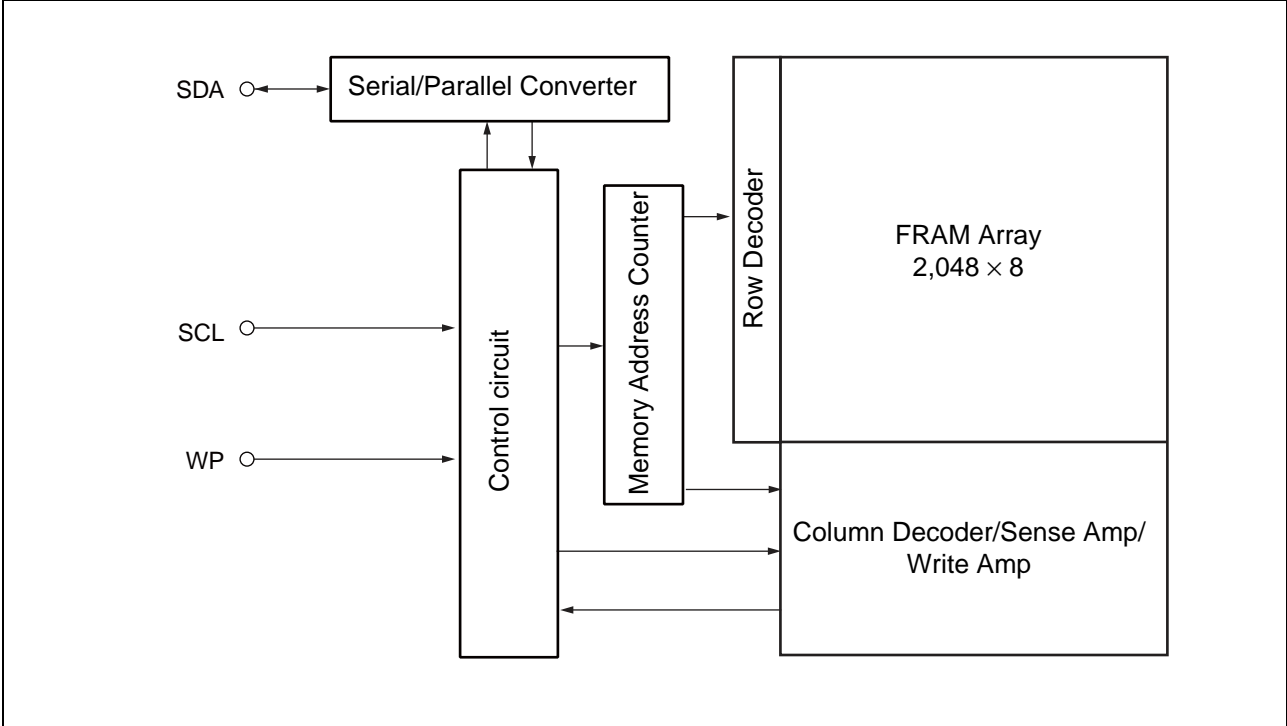 SDA
Serial/Parallel Converter
SCL
WP
Control circuit
Memory Address Counter
Row Decoder
FRAM Array
2,048 × 8
Column Decoder/Sense Amp/
Write Amp